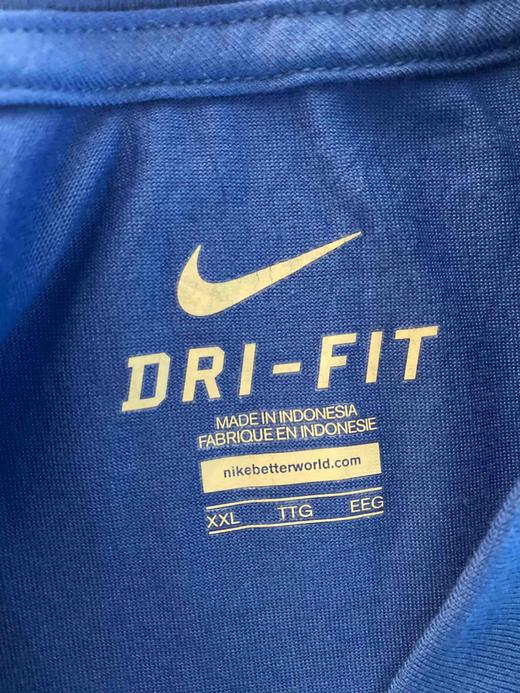 DRI-FIT
MADE IN INDONESIA
FABRIQUE EN INDONESIE
nikebetterworld.com
XXL TTG EEG